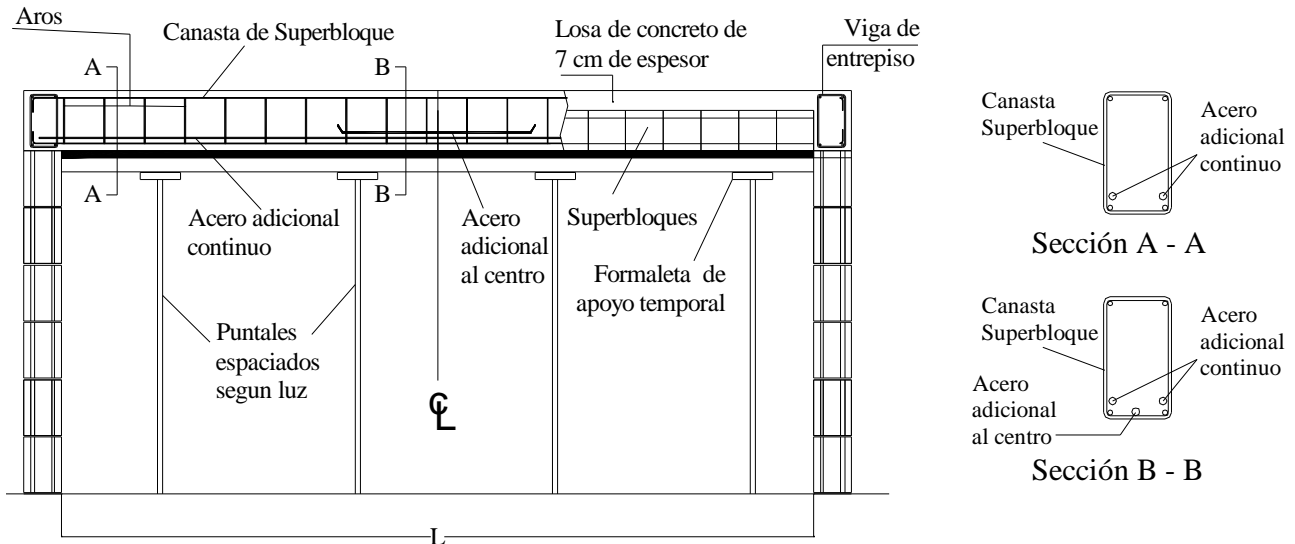 Aros
Canasta de Superbloque
Losa de concreto de
7 cm de espesor
Viga de
entrepiso
A
B
A
B
Acero adicional
continuo
Acero
adicional
al centro
Superbloques
Formaleta de
apoyo temporal
Puntales
espaciados
segun luz
CL
L
Canasta
Superbloque
Acero
adicional
continuo
Sección A - A
Canasta
Superbloque
Acero
adicional
continuo
Acero
adicional
al centro
Sección B - B